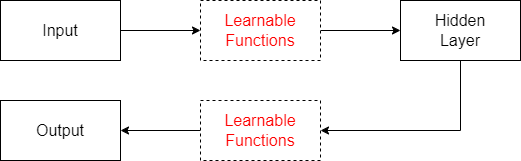 Input
Learnable
Functions
Hidden
Layer
Output
Learnable
Functions